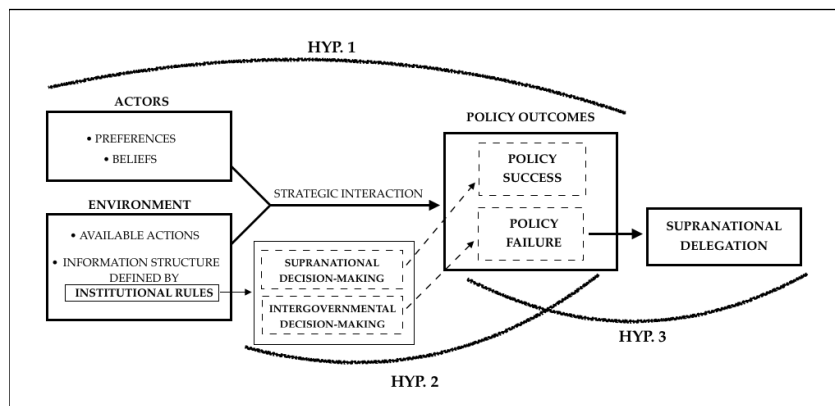 HYP. 1
ACTORS
• PREFERENCES
• BELIEFS
ENVIRONMENT
• AVAILABLE ACTIONS
• INFORMATION STRUCTURE
DEFINED BY
INSTITUTIONAL RULES
STRATEGIC INTERACTION
SUPRANATIONAL
DECISION-MAKING
INTERGOVERNMENTAL
DECISION-MAKING
POLICY OUTCOMES
POLICY
SUCCESS
POLICY
FAILURE
SUPRANATIONAL
DELEGATION
HYP. 2
HYP. 3